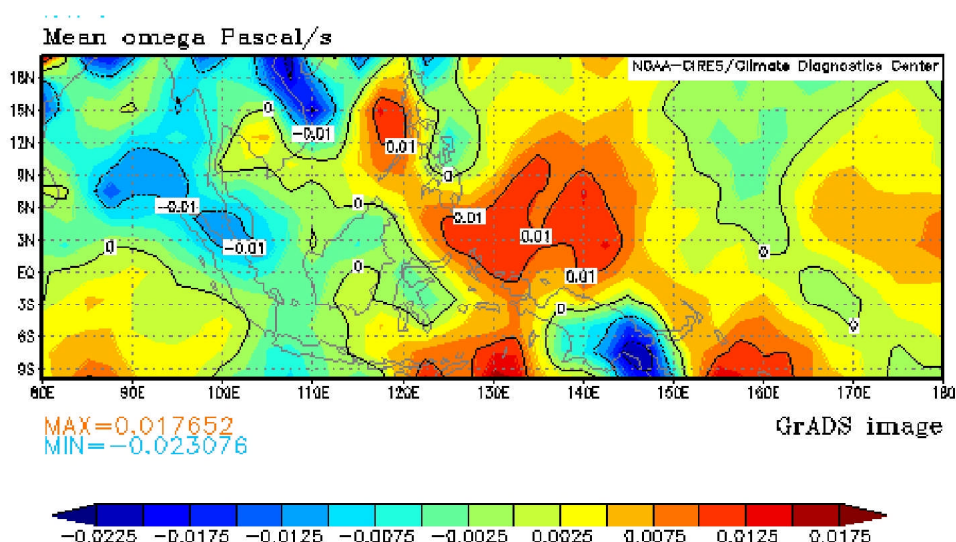 Mean omega Pascal/s
NOAA-CIRES/Climate Diagnostics Center
18N
15N
12N
9N
6N
3N
EQ
3S
6S
9S
0
-0.01
0.01
0
-0.01
0.01
-0.01
0
0
0
0.01
0.01
0
0
0
80E 90E 100E 110E 120E 130E 140E 150E 160E 170E 180
MAX=0.017652
MIN=-0.023076
GrADS image
-0.0225 -0.0175 -0.0125 -0.0075 -0.0025 0.0025 0.0075 0.0125 0.0175